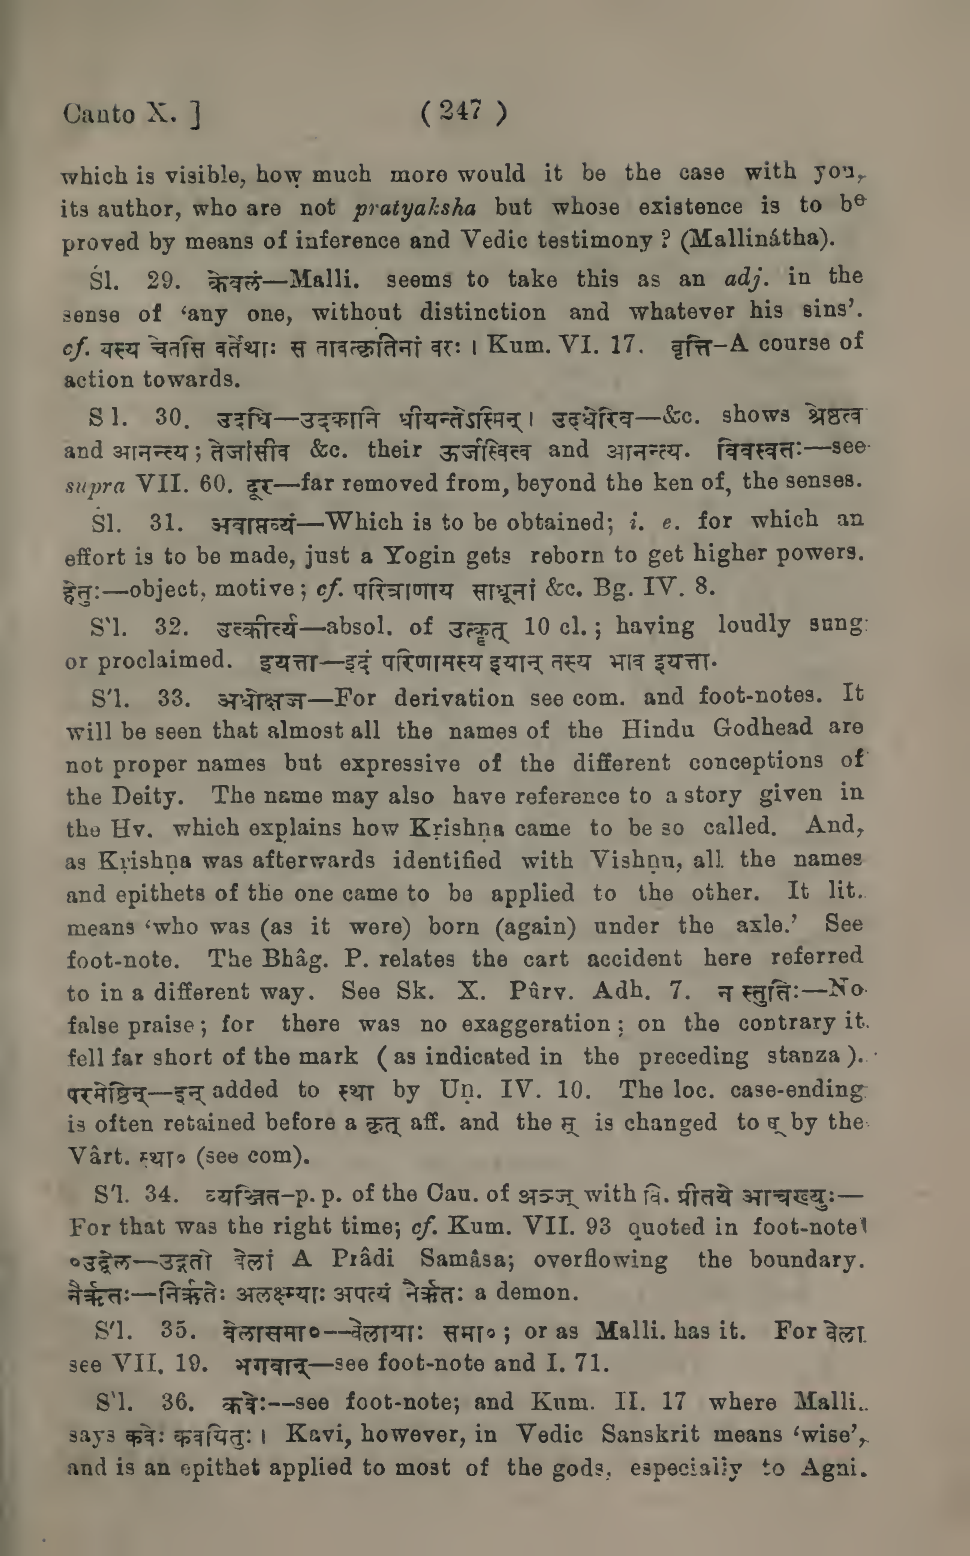 Canto X. ] ( 247 )
which is visible, how much more would it be the case with you,
its author, who are not pratyaksha but whose existence is to be
proved by means of inference and Vedic testimony ? (Mallinátha).
Śl. 29. केवलं—Malli. seems to take this as an adj. in the
sense of ‘any one, without distinction and whatever his sins’.
cf. यस्य चेतसि वर्तेथाः स तावत्कृतिनां वरः । Kum. VI. 17. वृत्ति–A course of
action towards.
S l. 30. उदधि—उदकानि धीयन्तेऽस्मिन् । उदधेरिव—&c. shows श्रेष्ठत्व
and आनन्त्य ; तेजांसीव &c. their ऊर्जस्वित्व and आनन्त्य. विवस्वतः—see
supra VII. 60. दूर—far removed from, beyond the ken of, the senses.
Śl. 31. अवाप्तव्यं—Which is to be obtained; i. e. for which an
effort is to be made, just a Yogin gets reborn to get higher powers.
हेतुः—object, motive ; cf. परित्राणाय साधूनां &c. Bg. IV. 8.
S'l. 32. उत्कीर्त्य—absol. of उत्कॄत् 10 cl. ; having loudly sung
or proclaimed. इयत्ता—इदं परिणामस्य इयान् तस्य भाव इयत्ता.
S'l. 33. अधोक्षज—For derivation see com. and foot-notes. It
will be seen that almost all the names of the Hindu Godhead are
not proper names but expressive of the different conceptions of
the Deity. The name may also have reference to a story given in
the Hv. which explains how Kṛishṇa came to be so called. And,
as Kṛishṇa was afterwards identified with Vishṇu, all the names
and epithets of the one came to be applied to the other. It lit.
means ‘who was (as it were) born (again) under the axle.’ See
foot-note. The Bhâg. P. relates the cart accident here referred
to in a different way. See Sk. X. Pûrv. Adh. 7. न स्तुतिः—No
false praise ; for there was no exaggeration ; on the contrary it
fell far short of the mark ( as indicated in the preceding stanza ).
परमेष्ठिन्—इन् added to स्था by Uṇ. IV. 10. The loc. case-ending
is often retained before a कृत् aff. and the स् is changed to ष् by the
Vârt. स्था० (see com).
S'l. 34. व्यञ्जित–p. p. of the Cau. of अञ्ज् with वि. प्रीतये आचख्युः—
For that was the right time; cf. Kum. VII. 93 quoted in foot-note
०उद्वेल—उद्गतो वेलां A Prâdi Samâsa; overflowing the boundary.
नैर्ऋतः—निर्ऋतेः अलक्ष्म्याः अपत्यं नैर्ऋतः a demon.
S'l. 35. वेलासमा०—वेलायाः समा० ; or as Malli. has it. For वेला
see VII. 19. भगवान्—see foot-note and I. 71.
S'l. 36. कवेः--see foot-note; and Kum. II. 17 where Malli.
says कवेः कवयितुः । Kavi, however, in Vedic Sanskrit means ‘wise’,
and is an epithet applied to most of the gods, especially to Agni.